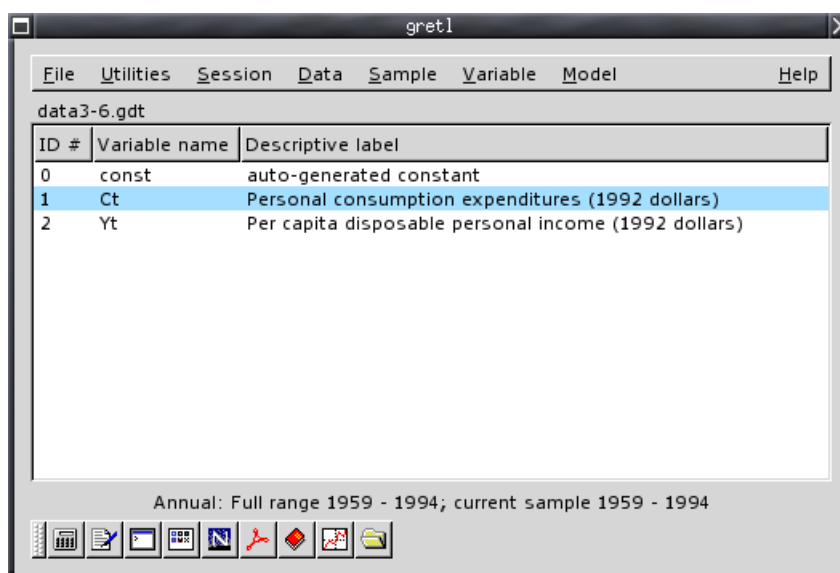 gretl
File Utilities Session Data Sample Variable Model Help
data3-6.gdt
ID # Variable name Descriptive label
0 const auto-generated constant
1 Ct Personal consumption expenditures (1992 dollars)
2 Yt Per capita disposable personal income (1992 dollars)
Annual: Full range 1959 - 1994; current sample 1959 - 1994